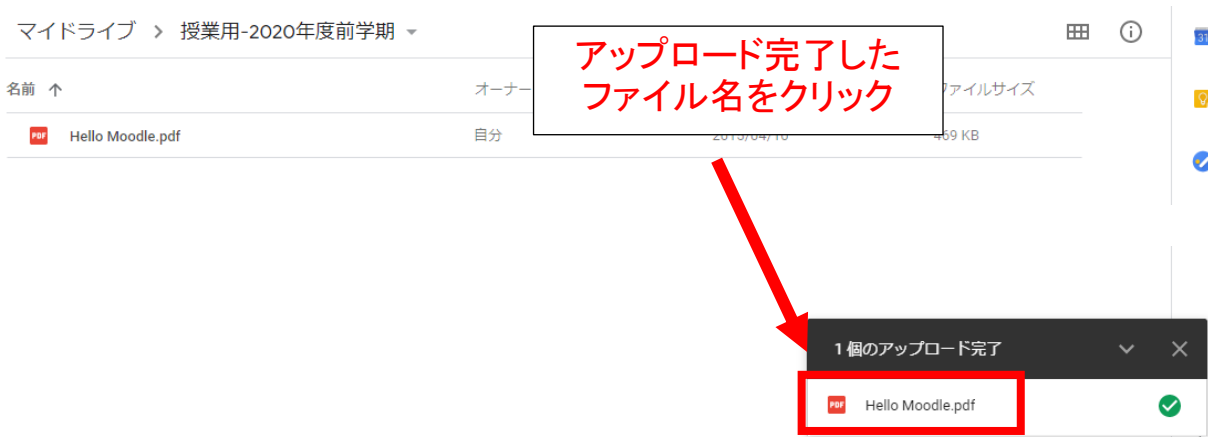 マイドライブ > 授業用-2020年度前学期
アップロード完了した
ファイル名をクリック
名前 ↑ オーナー ファイルサイズ
PDF Hello Moodle.pdf 自分 469 KB
31
1 個のアップロード完了
PDF Hello Moodle.pdf